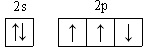 2s 2p
↑↓ ↑ ↑ ↓